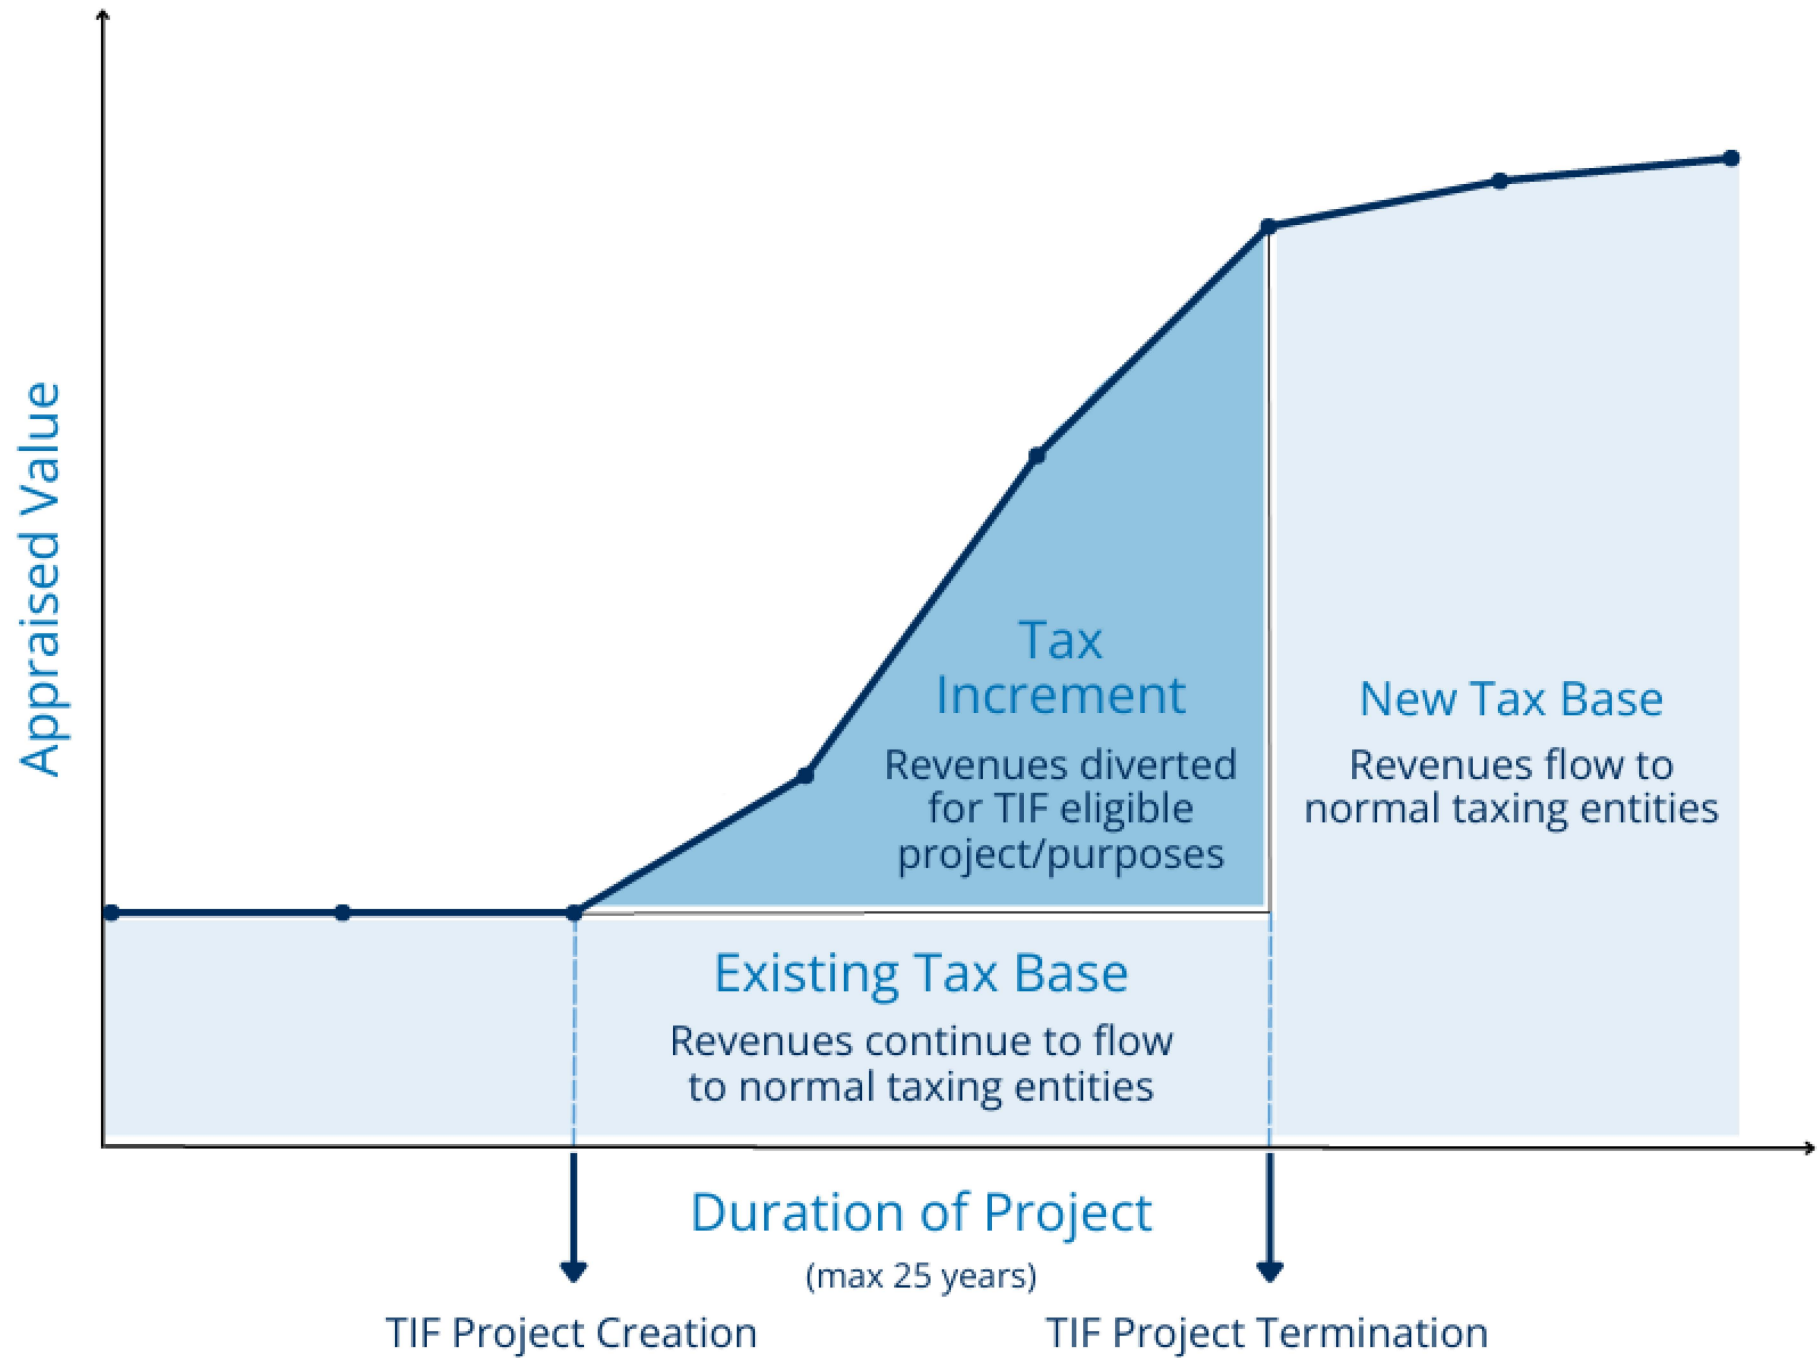 Appraised Value
Tax
Increment
Revenues diverted
for TIF eligible
project/purposes
New Tax Base
Revenues flow to
normal taxing entities
Existing Tax Base
Revenues continue to flow
to normal taxing entities
Duration of Project
(max 25 years)
TIF Project Creation
TIF Project Termination